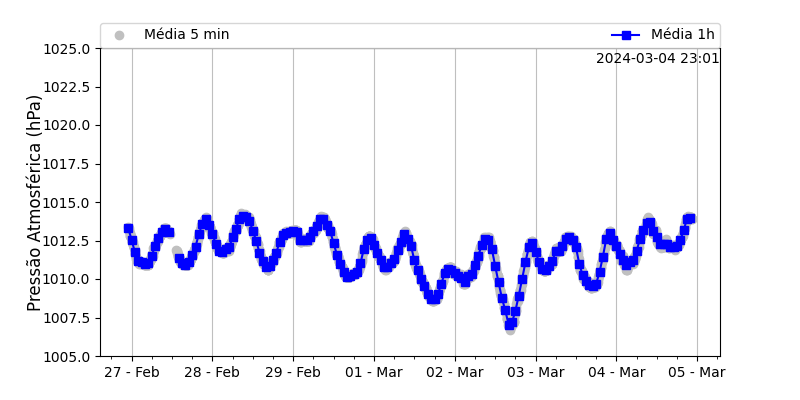 Média 5 min
Média 1h
2024-03-04 23:01
Pressão Atmosférica (hPa)
1025.0
1022.5
1020.0
1017.5
1015.0
1012.5
1010.0
1007.5
1005.0
27 - Feb
28 - Feb
29 - Feb
01 - Mar
02 - Mar
03 - Mar
04 - Mar
05 - Mar